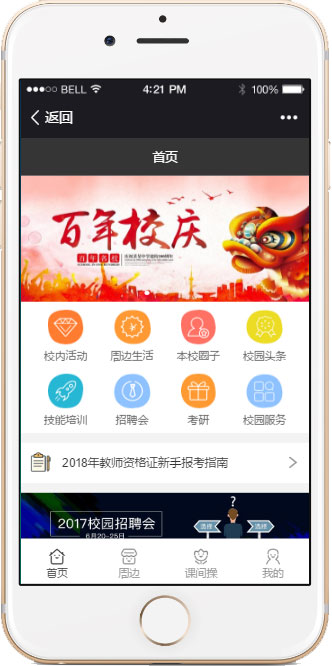 BELL 4:21 PM 100%
返回
首页
百年校庆
百年名校
校内活动 周边生活 本校圈子 校园头条
技能培训 招聘会 考研 校园服务
2018年教师资格证新手报考指南
2017校园招聘会
6月20-25日
?
选择 选择
首页 周边 课间操 我的